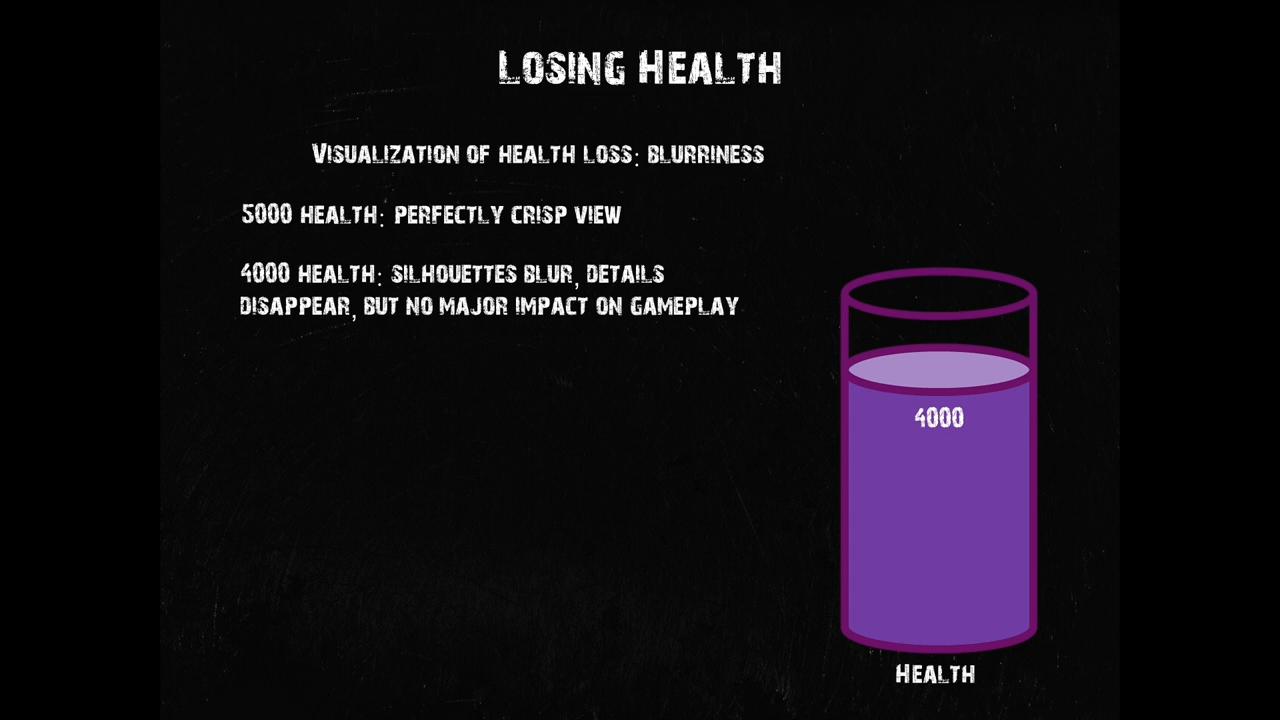 Losing Health
Visualization of health loss: blurriness
5000 health: perfectly crisp view
4000 health: silhouettes blur, details
disappear, but no major impact on gameplay
4000
Health